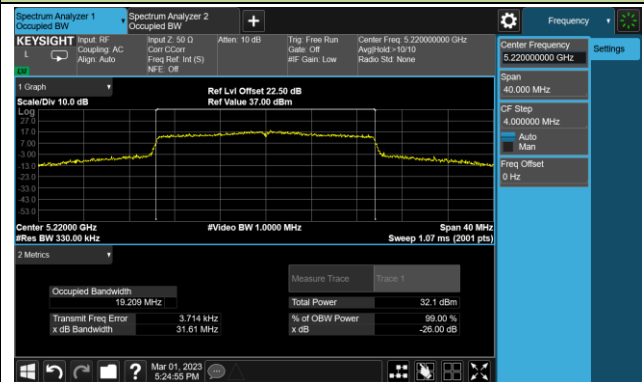 Spectrum Analyzer 1
Occupied BW
Spectrum Analyzer 2
Occupied BW
+
Frequency
KEYSIGHT
L
Input: RF
Coupling: AC
Align: Auto
Input Z: 50 Ω
Corr CCorr
Freq Ref: Int (S)
NFE: Off
Atten: 10 dB
Trig: Free Run
Gate: Off
#IF Gain: Low
Center Freq: 5.220000000 GHz
Avg|Hold:>10/10
Radio Std: None
Center Frequency
5.220000000 GHz
Settings
Span
40.000 MHz
CF Step
4.000000 MHz
Auto
Man
Freq Offset
0 Hz
1 Graph
Scale/Div 10.0 dB
Ref Lvl Offset 22.50 dB
Ref Value 37.00 dBm
Log
27.0
17.0
7.00
-3.00
-13.0
-23.0
-33.0
-43.0
-53.0
Center 5.22000 GHz
#Res BW 330.00 kHz
#Video BW 1.0000 MHz
Span 40 MHz
Sweep 1.07 ms (2001 pts)
2 Metrics
Measure Trace
Trace 1
Occupied Bandwidth
19.209 MHz
Total Power
32.1 dBm
Transmit Freq Error
3.714 kHz
% of OBW Power
99.00 %
x dB Bandwidth
31.61 MHz
x dB
-26.00 dB
?
Mar 01, 2023
5:24:55 PM